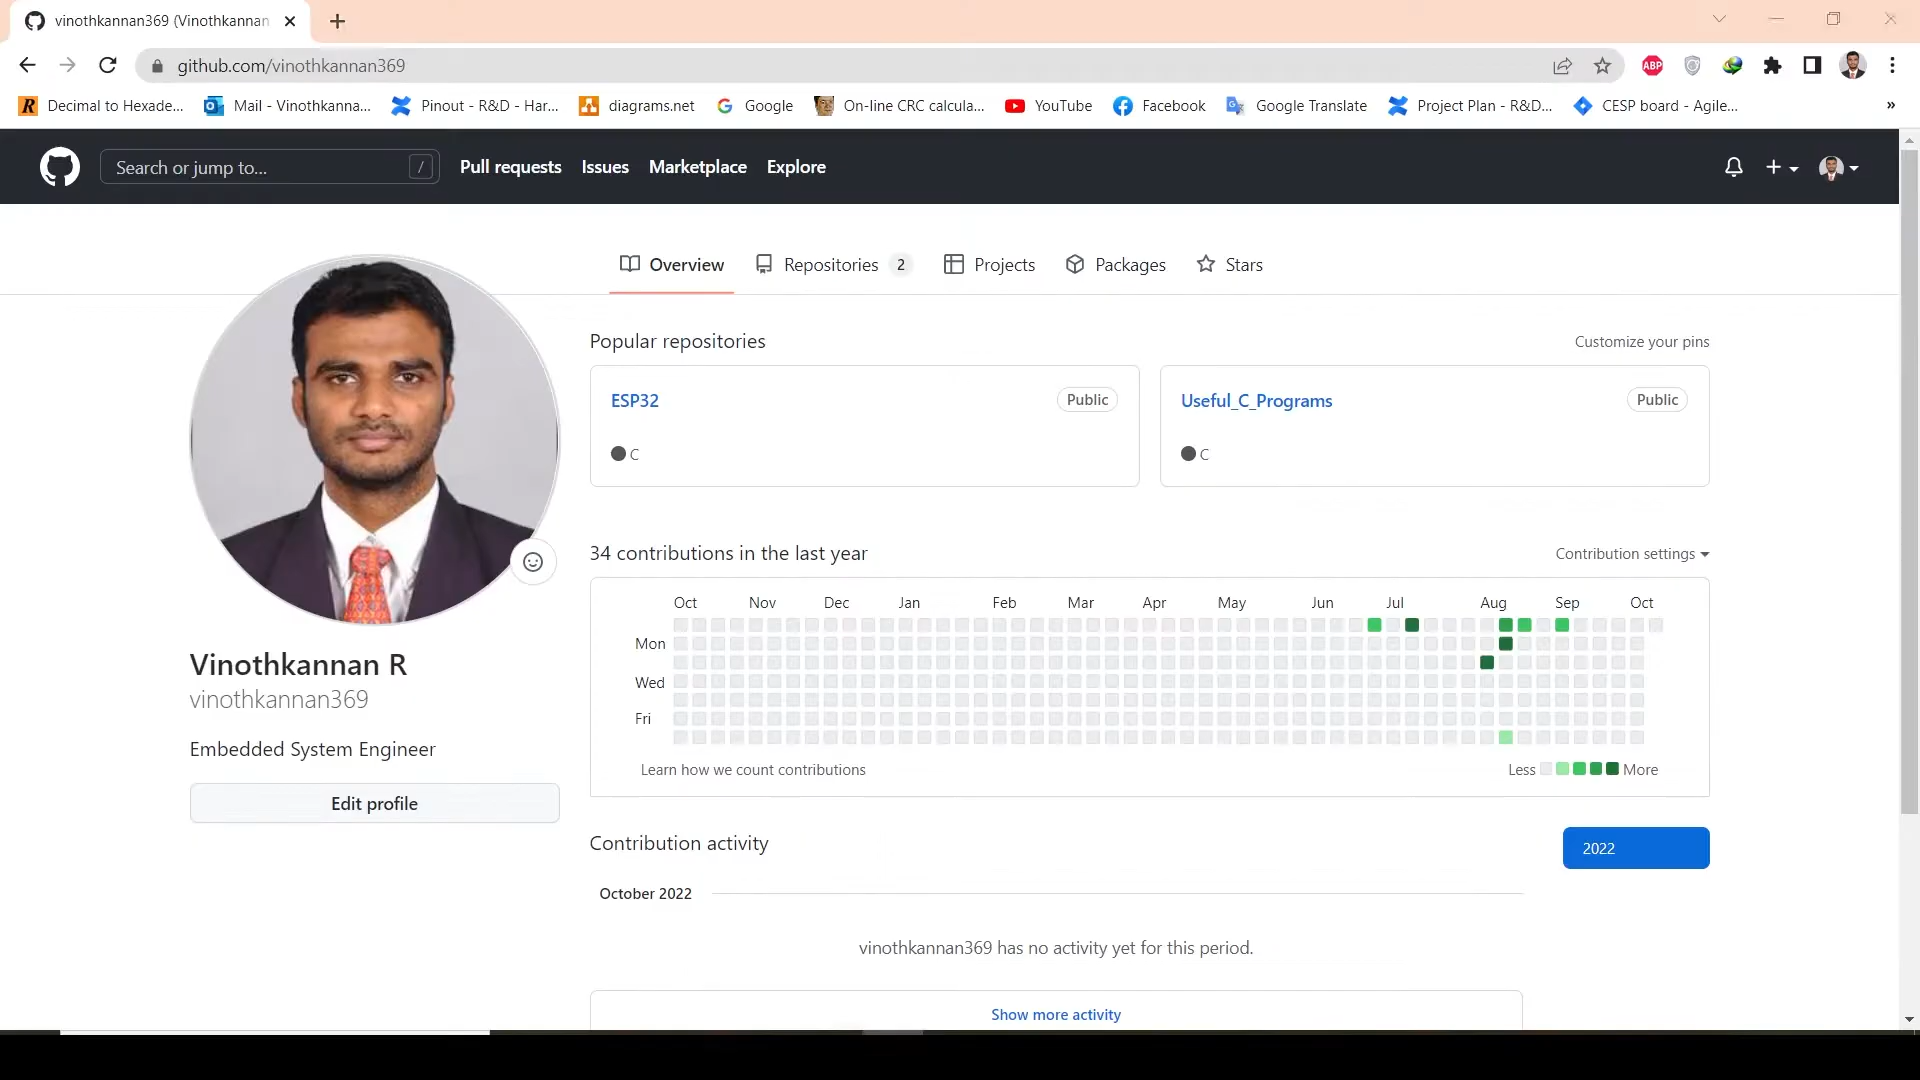 vinothkannan369 (Vinothkannan
github.com/vinothkannan369
ABP
Decimal to Hexade...
Mail - Vinothkanna...
Pinout - R&D - Har...
diagrams.net
Google
On-line CRC calcula...
YouTube
Facebook
Google Translate
Project Plan - R&D...
CESP board - Agile...
»
Search or jump to... /
Pull requests Issues Marketplace Explore
Overview Repositories 2 Projects Packages Stars
Popular repositories
Customize your pins
ESP32 Public
C
Useful_C_Programs Public
C
34 contributions in the last year
Contribution settings
Oct Nov Dec Jan Feb Mar Apr May Jun Jul Aug Sep Oct
Mon
Wed
Fri
Learn how we count contributions
Less More
Vinothkannan R
vinothkannan369
Embedded System Engineer
Edit profile
Contribution activity
2022
October 2022
vinothkannan369 has no activity yet for this period.
Show more activity